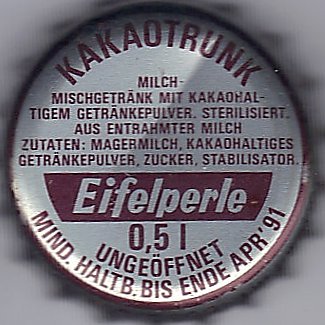 KAKAOTRUNK
MILCH-
MISCHGETRÄNK MIT KAKAOHAL-
TIGEM GETRÄNKEPULVER. STERILISIERT.
AUS ENTRAHMTER MILCH
ZUTATEN: MAGERMILCH, KAKAOHALTIGES
GETRÄNKEPULVER, ZUCKER, STABILISATOR.
Eifelperle
0,5 l
UNGEÖFFNET
MIND. HALTB. BIS ENDE APR.' 91